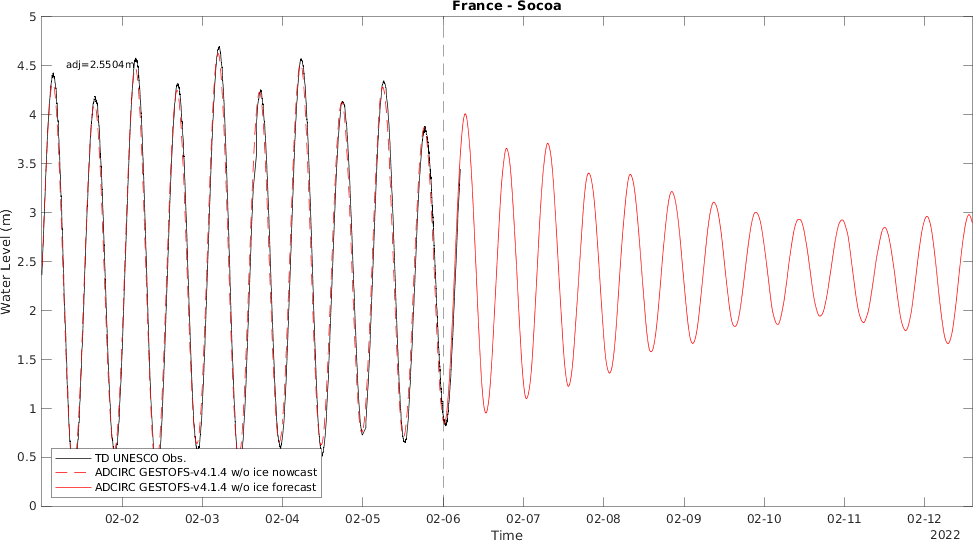 France - Socoa
adj=2.5504m
Water Level (m)
5
4.5
4
3.5
3
2.5
2
1.5
1
0.5
0
TD UNESCO Obs.
ADCIRC GESTOFS-v4.1.4 w/o ice nowcast
ADCIRC GESTOFS-v4.1.4 w/o ice forecast
02-02 02-03 02-04 02-05 02-06 02-07 02-08 02-09 02-10 02-11 02-12
Time
2022